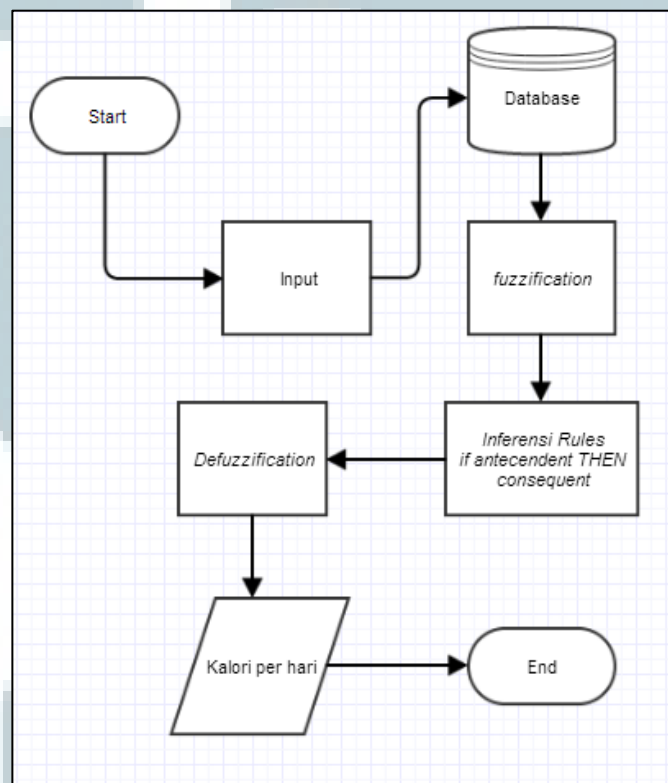 Start
Database
Input
fuzzification
Inferensi Rules
if antecendent THEN
consequent
Defuzzification
Kalori per hari
End